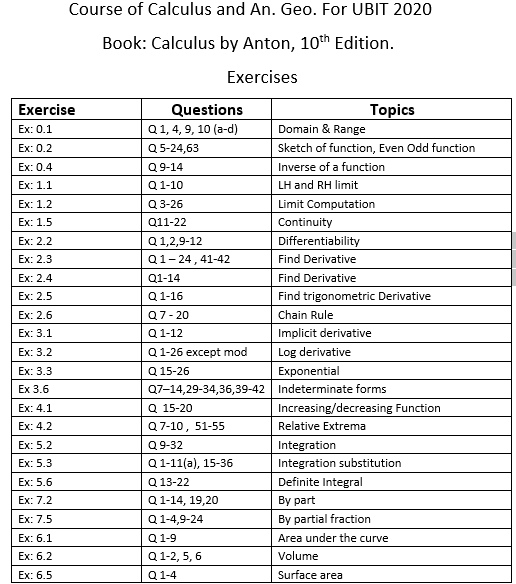 Course of Calculus and An. Geo. For UBIT 2020
Book: Calculus by Anton, 10th Edition.
Exercises
Exercise Questions Topics
Ex: 0.1 Q 1, 4, 9, 10 (a-d) Domain & Range
Ex: 0.2 Q 5-24,63 Sketch of function, Even Odd function
Ex: 0.4 Q 9-14 Inverse of a function
Ex: 1.1 Q 1-10 LH and RH limit
Ex: 1.2 Q 3-26 Limit Computation
Ex: 1.5 Q11-22 Continuity
Ex: 2.2 Q 1,2,9-12 Differentiability
Ex: 2.3 Q 1 – 24 , 41-42 Find Derivative
Ex: 2.4 Q1-14 Find Derivative
Ex: 2.5 Q 1-16 Find trigonometric Derivative
Ex: 2.6 Q 7 - 20 Chain Rule
Ex: 3.1 Q 1-12 Implicit derivative
Ex: 3.2 Q 1-26 except mod Log derivative
Ex: 3.3 Q 15-26 Exponential
Ex 3.6 Q7–14,29-34,36,39-42 Indeterminate forms
Ex: 4.1 Q 15-20 Increasing/decreasing Function
Ex: 4.2 Q 7-10 , 51-55 Relative Extrema
Ex: 5.2 Q 9-32 Integration
Ex: 5.3 Q 1-11(a), 15-36 Integration substitution
Ex: 5.6 Q 13-22 Definite Integral
Ex: 7.2 Q 1-14, 19,20 By part
Ex: 7.5 Q 1-4,9-24 By partial fraction
Ex: 6.1 Q 1-9 Area under the curve
Ex: 6.2 Q 1-2, 5, 6 Volume
Ex: 6.5 Q 1-4 Surface area